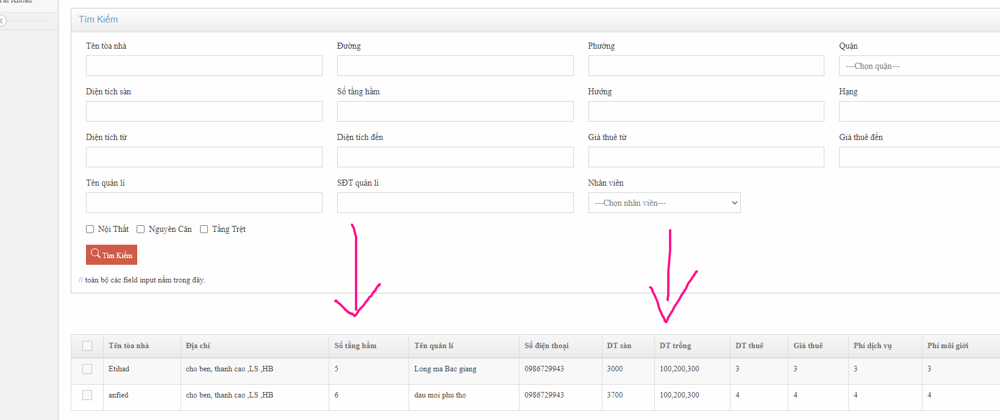 Tài Khoản
Tìm Kiếm
Tên tòa nhà Đường Phường Quận
---Chọn quận---
Diện tích sàn Số tầng hầm Hướng Hạng
Diện tích từ Diện tích đến Giá thuê từ Giá thuê đến
Tên quản lí SĐT quản lí Nhân viên
---Chọn nhân viên---
Nội Thất Nguyên Căn Tầng Trệt
Tìm Kiếm
// toàn bộ các field input nằm trong đây.
Tên tòa nhà Địa chỉ Số tầng hầm Tên quản lí Số điện thoại DT sàn DT trống DT thuê Giá thuê Phí dịch vụ Phí môi giới
Etihad cho ben, thanh cao ,LS ,HB 5 Long ma Bac giang 0986729943 3000 100,200,300 3 3 3 3
anfied cho ben, thanh cao ,LS ,HB 6 dau moi phu tho 0986729943 3700 100,200,300 4 4 4 4